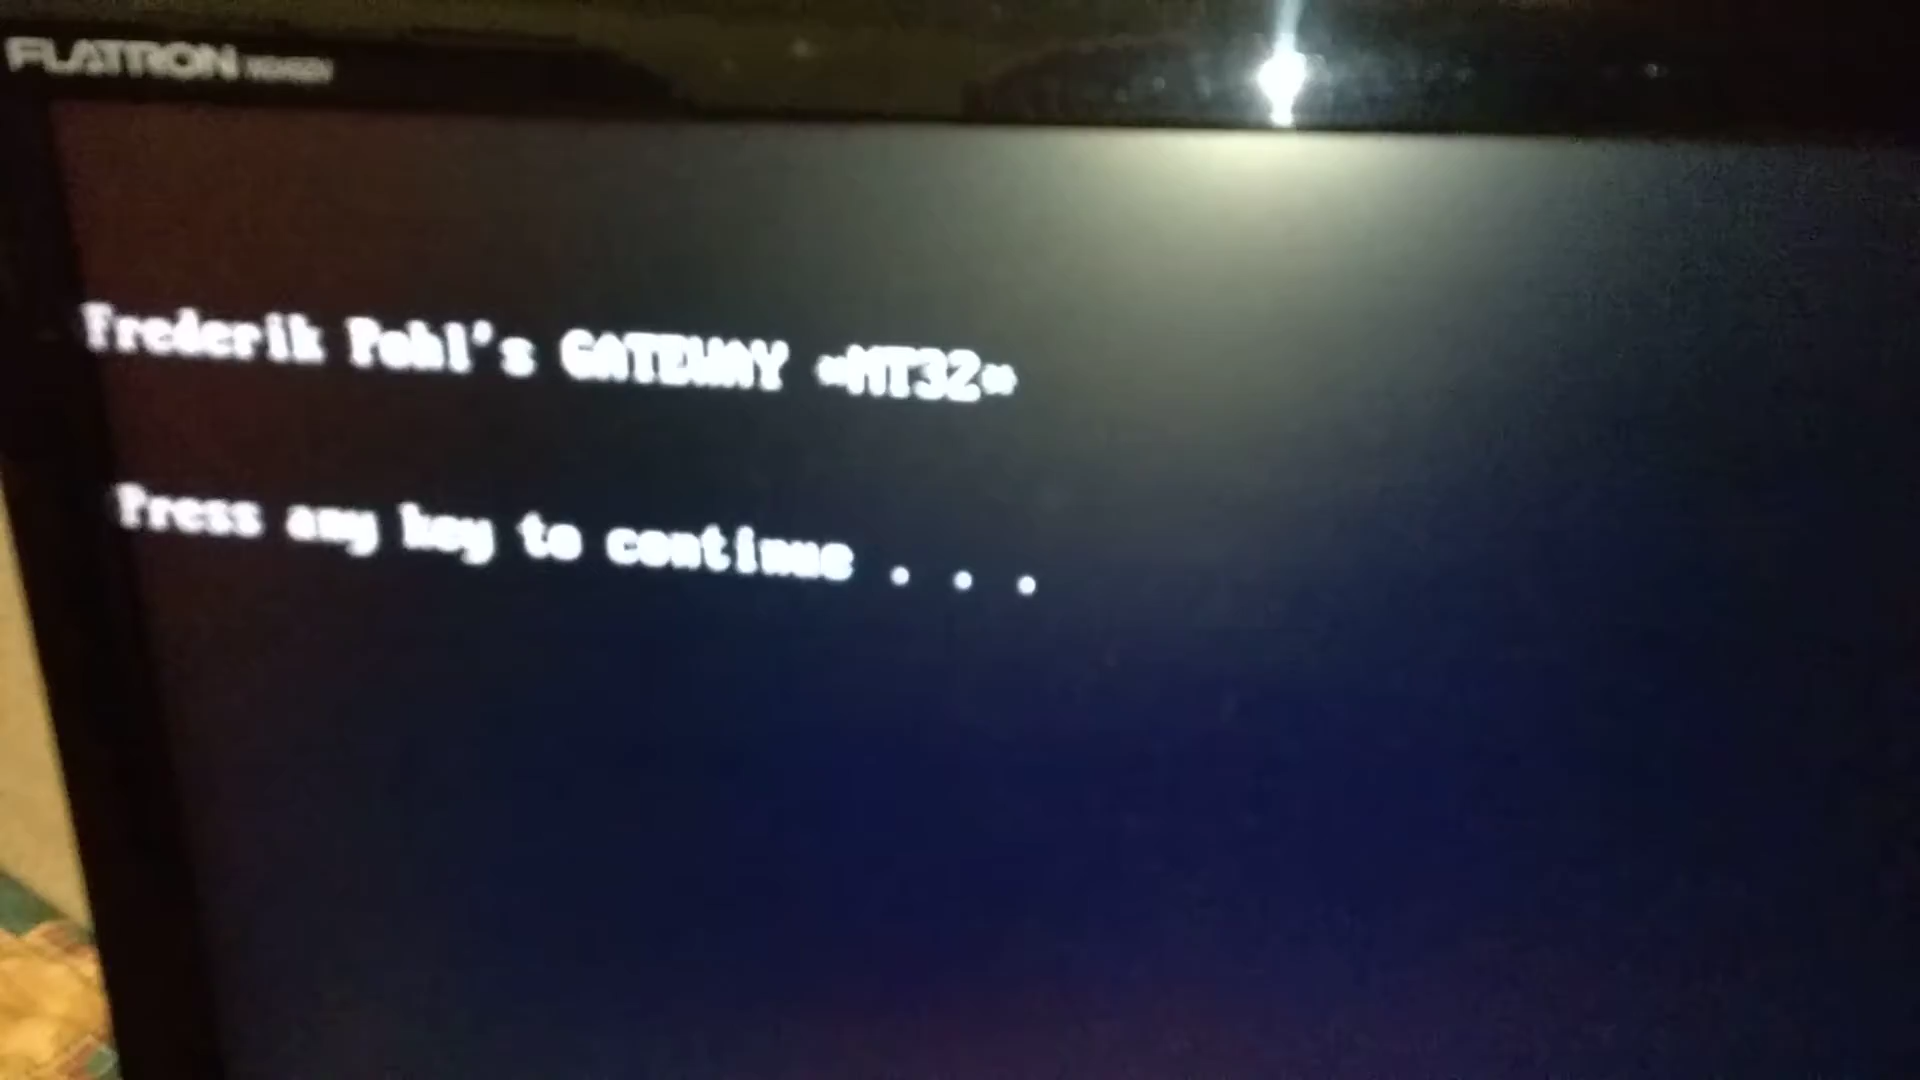 FLATRON
Frederik Pohl's GATEWAY *MT32*
Press any key to continue . . .